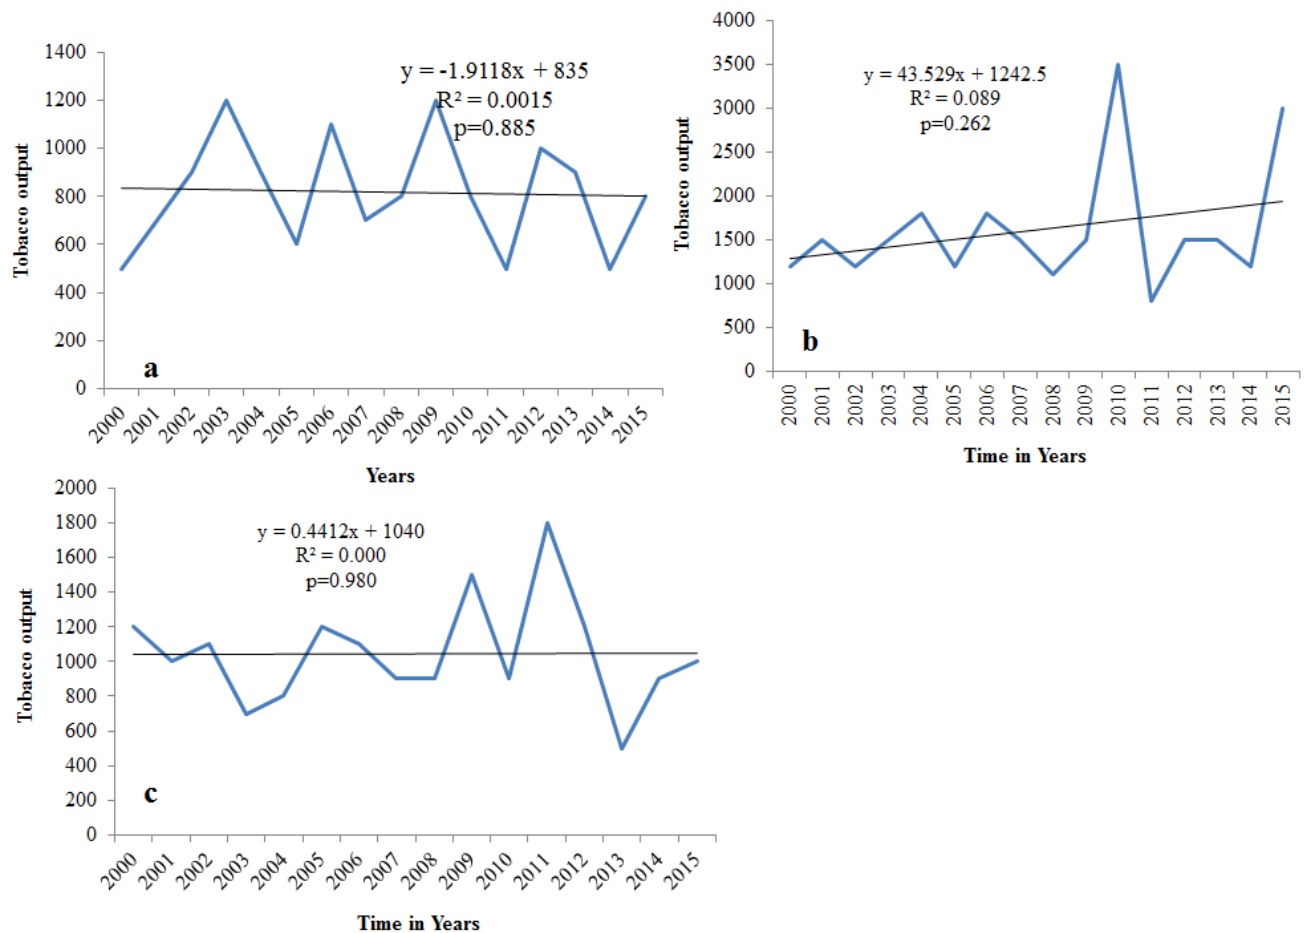 1400
1200
1000
800
600
400
200
0
Tobacco output
y = -1.9118x + 835
R² = 0.0015
p=0.885
a
2000 2001 2002 2003 2004 2005 2006 2007 2008 2009 2010 2011 2012 2013 2014 2015
Years
4000
3500
3000
2500
2000
1500
1000
500
0
Tobacco output
y = 43.529x + 1242.5
R² = 0.089
p=0.262
b
2000 2001 2002 2003 2004 2005 2006 2007 2008 2009 2010 2011 2012 2013 2014 2015
Time in Years
2000
1800
1600
1400
1200
1000
800
600
400
200
0
Tobacco output
y = 0.4412x + 1040
R² = 0.000
p=0.980
c
2000 2001 2002 2003 2004 2005 2006 2007 2008 2009 2010 2011 2012 2013 2014 2015
Time in Years